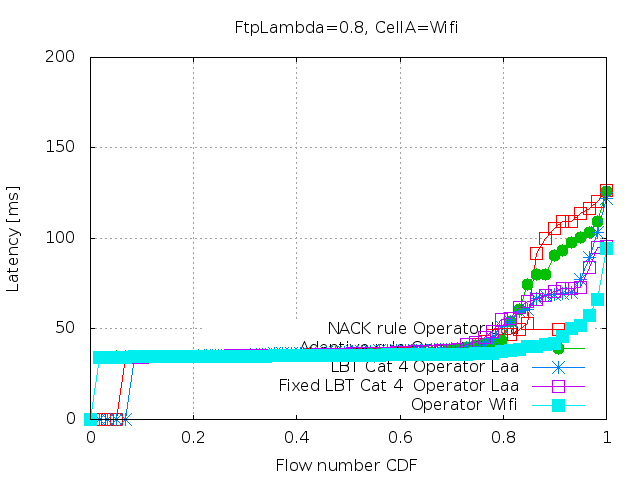 FtpLambda=0.8, CellA=Wifi
200
150
100
50
0
Latency [ms]
NACK rule Operator
Adaptive rule
LBT Cat 4 Operator Laa
Fixed LBT Cat 4 Operator Laa
Operator Wifi
0 0.2 0.4 0.6 0.8 1
Flow number CDF